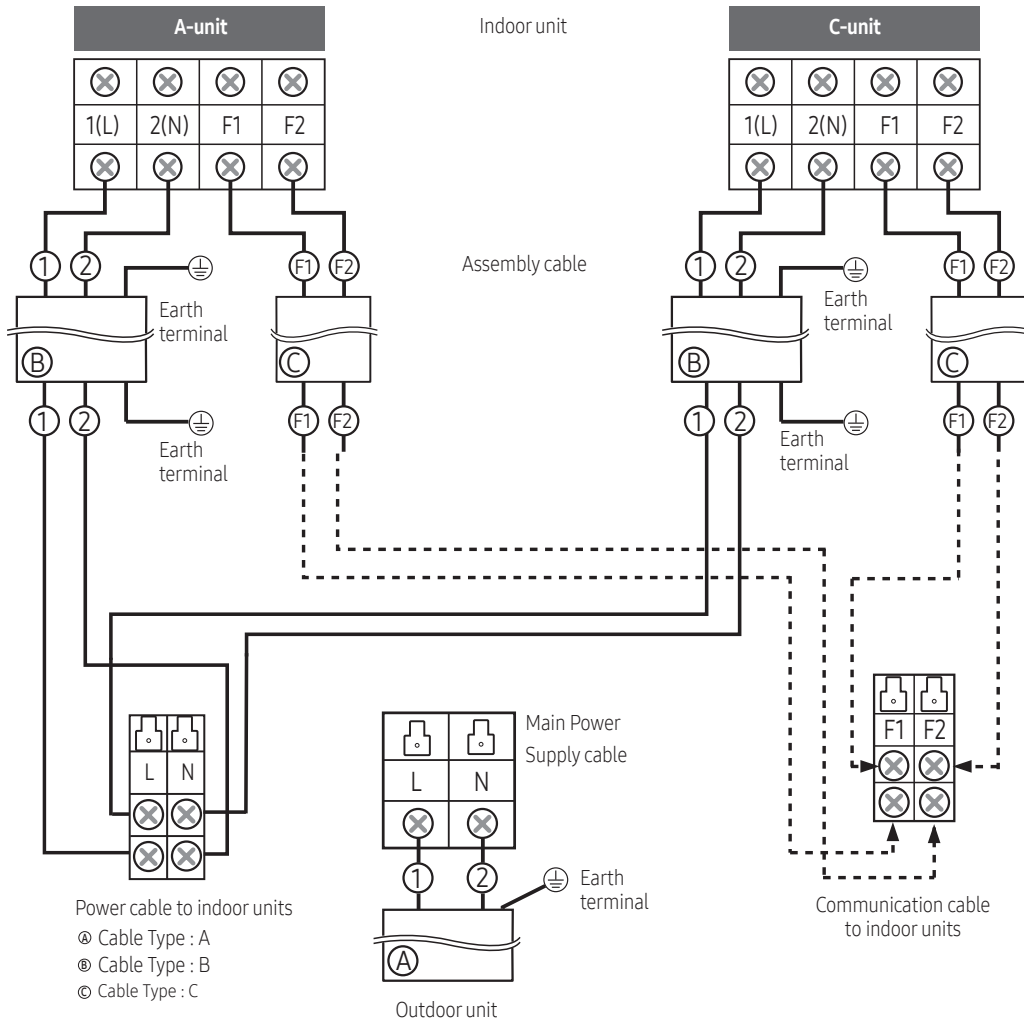 A-unit
Indoor unit
C-unit
1(L) 2(N) F1 F2
1(L) 2(N) F1 F2
1 2 F1 F2
Assembly cable
1 2 F1 F2
Earth
terminal
Earth
terminal
B C
B C
1 2 F1 F2
1 2 F1 F2
Earth
terminal
Earth
terminal
L N
L N
Main Power
Supply cable
F1 F2
1 2
Earth
terminal
A
Power cable to indoor units
Ⓐ Cable Type : A
Ⓑ Cable Type : B
Ⓒ Cable Type : C
Communication cable
to indoor units
Outdoor unit